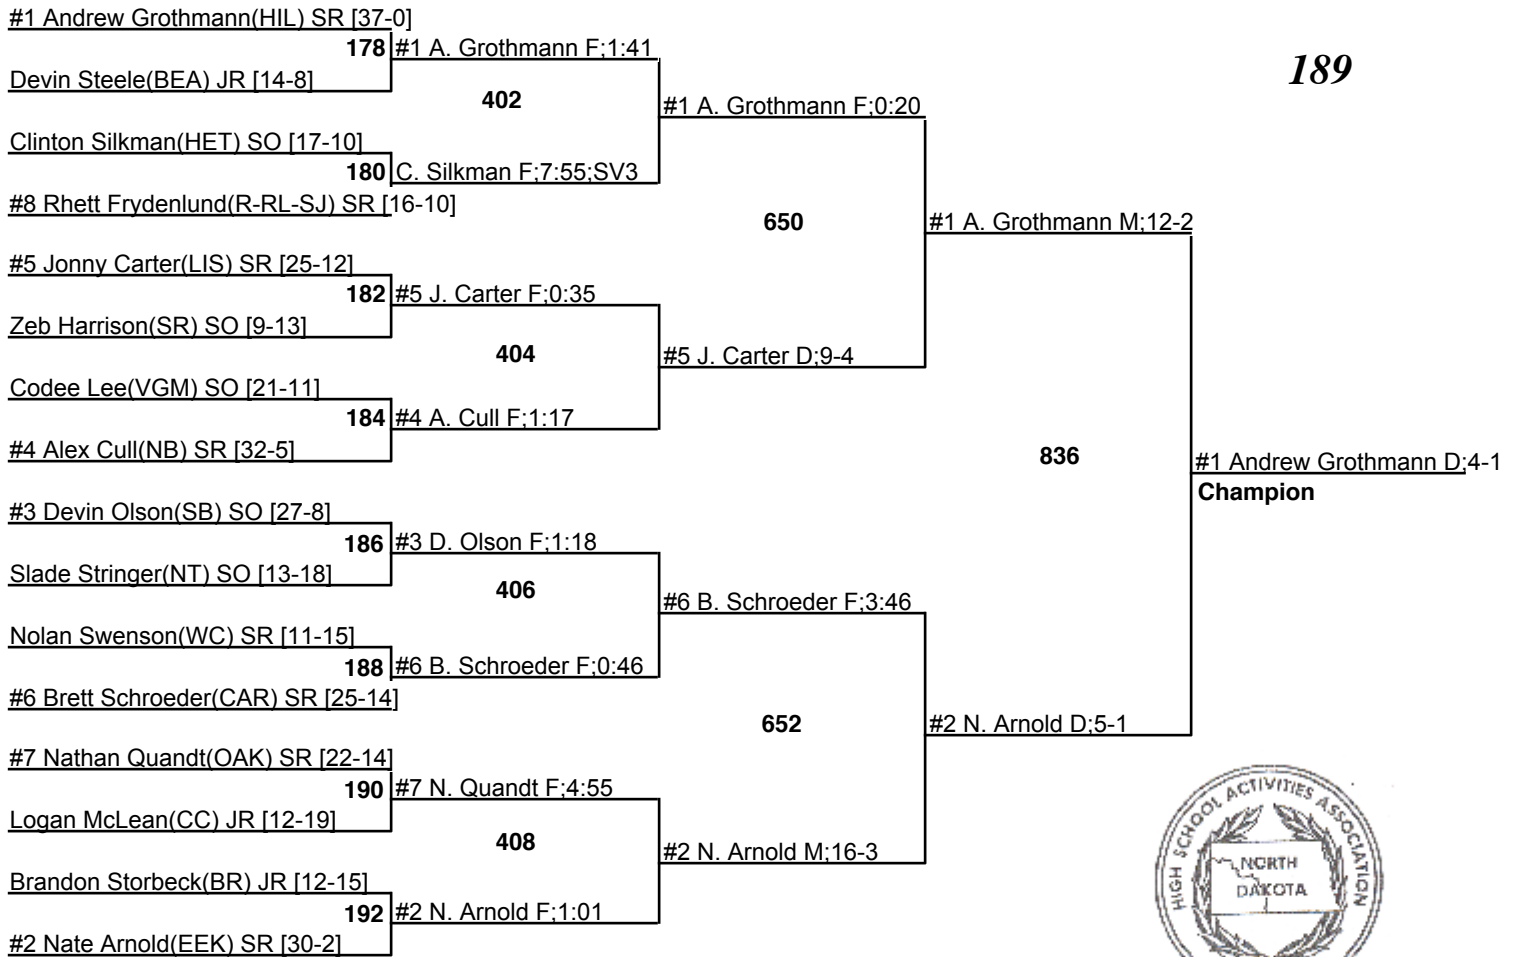 #1 Andrew Grothmann(HIL) SR [37-0]
178 #1 A. Grothmann F;1:41
189
Devin Steele(BEA) JR [14-8]
402
#1 A. Grothmann F;0:20
Clinton Silkman(HET) SO [17-10]
180 C. Silkman F;7:55;SV3
#8 Rhett Frydenlund(R-RL-SJ) SR [16-10]
650
#1 A. Grothmann M;12-2
#5 Jonny Carter(LIS) SR [25-12]
182 #5 J. Carter F;0:35
Zeb Harrison(SR) SO [9-13]
404
#5 J. Carter D;9-4
Codee Lee(VGM) SO [21-11]
184 #4 A. Cull F;1:17
#4 Alex Cull(NB) SR [32-5]
836
#1 Andrew Grothmann D;4-1
Champion
#3 Devin Olson(SB) SO [27-8]
186 #3 D. Olson F;1:18
Slade Stringer(NT) SO [13-18]
406
#6 B. Schroeder F;3:46
Nolan Swenson(WC) SR [11-15]
188 #6 B. Schroeder F;0:46
#6 Brett Schroeder(CAR) SR [25-14]
652
#2 N. Arnold D;5-1
#7 Nathan Quandt(OAK) SR [22-14]
190 #7 N. Quandt F;4:55
Logan McLean(CC) JR [12-19]
408
#2 N. Arnold M;16-3
Brandon Storbeck(BR) JR [12-15]
192 #2 N. Arnold F;1:01
#2 Nate Arnold(EEK) SR [30-2]
HIGH SCHOOL ACTIVITIES ASSOCIATION
NORTH
DAKOTA